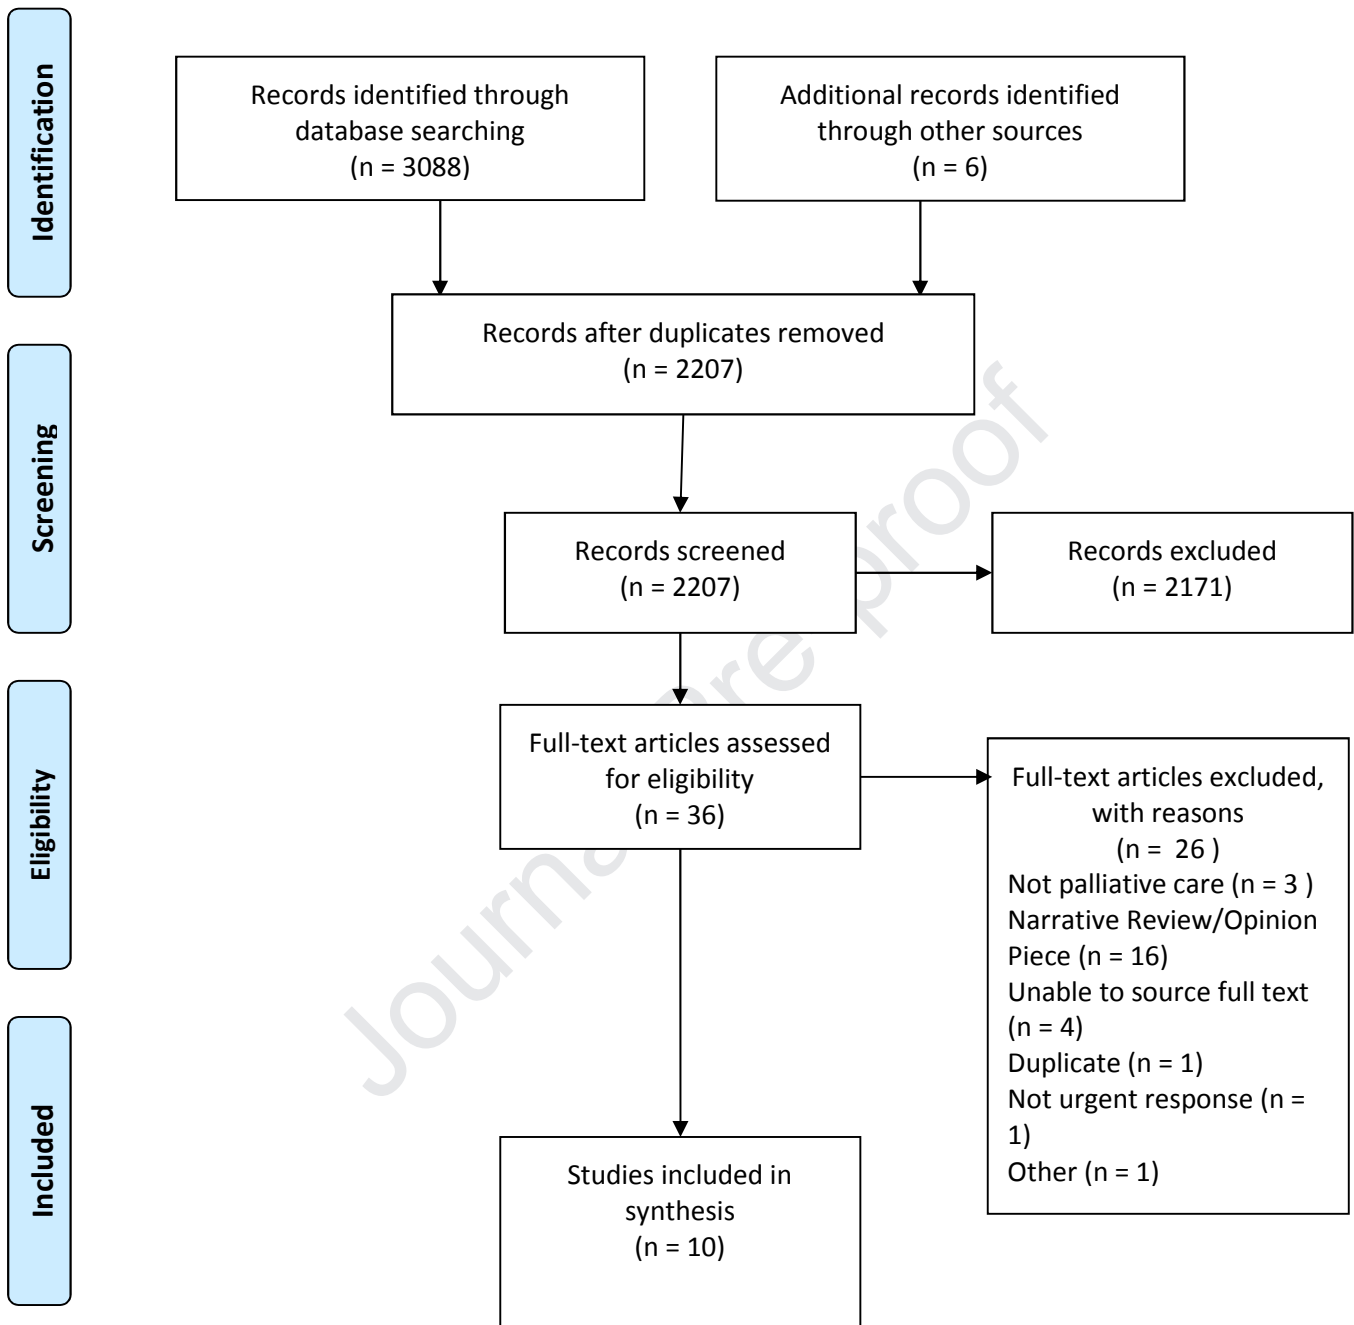 Identification
Records identified through
database searching
(n = 3088)
Additional records identified
through other sources
(n = 6)
Records after duplicates removed
(n = 2207)
Screening
Records screened
(n = 2207)
Records excluded
(n = 2171)
Eligibility
Full-text articles assessed
for eligibility
(n = 36)
Full-text articles excluded,
with reasons
(n =  26 )
Not palliative care (n = 3 )
Narrative Review/Opinion
Piece (n = 16)
Unable to source full text
(n = 4)
Duplicate (n = 1)
Not urgent response (n =
1)
Other (n = 1)
Included
Studies included in
synthesis
(n = 10)
Journal Pre-proof